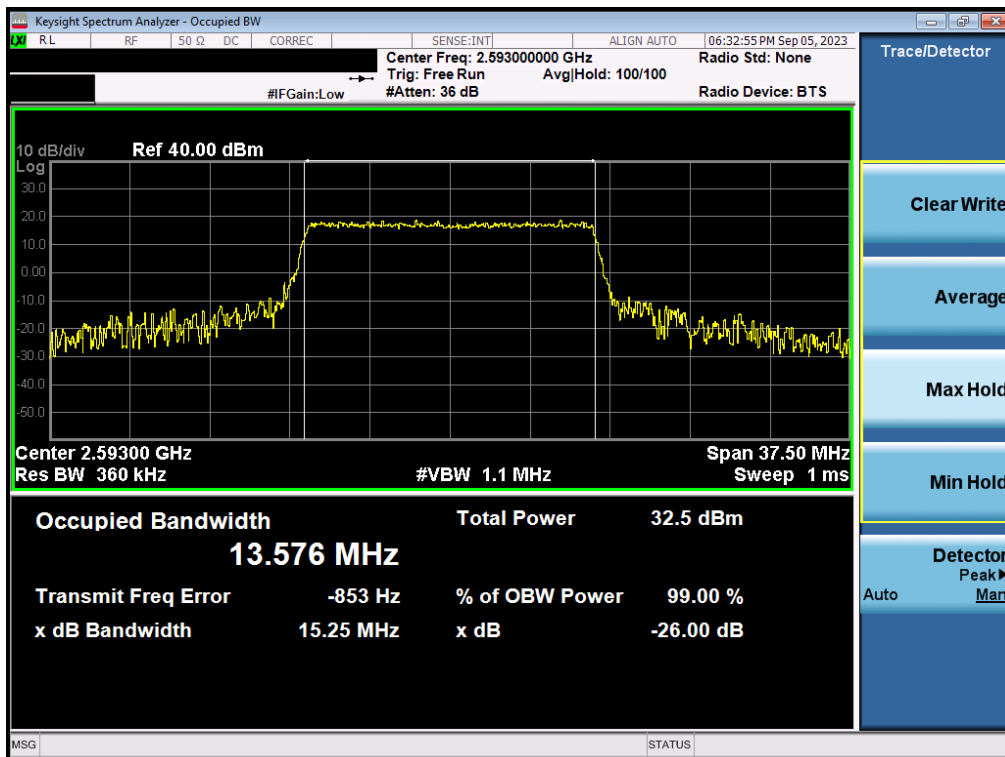 Keysight Spectrum Analyzer - Occupied BW
LXI RL RF 50 Ω DC CORREC SENSE:INT ALIGN AUTO 06:32:55 PM Sep 05, 2023
Center Freq: 2.593000000 GHz Radio Std: None
Trig: Free Run Avg|Hold: 100/100
#IFGain:Low #Atten: 36 dB Radio Device: BTS
10 dB/div Ref 40.00 dBm
Log
30.0
20.0
10.0
0.00
-10.0
-20.0
-30.0
-40.0
-50.0
Center 2.59300 GHz Span 37.50 MHz
Res BW 360 kHz #VBW 1.1 MHz Sweep 1 ms
Occupied Bandwidth Total Power 32.5 dBm
13.576 MHz
Transmit Freq Error -853 Hz % of OBW Power 99.00 %
x dB Bandwidth 15.25 MHz x dB -26.00 dB
MSG STATUS
Trace/Detector
Clear Write
Average
Max Hold
Min Hold
Detector
Peak▶
Auto Man